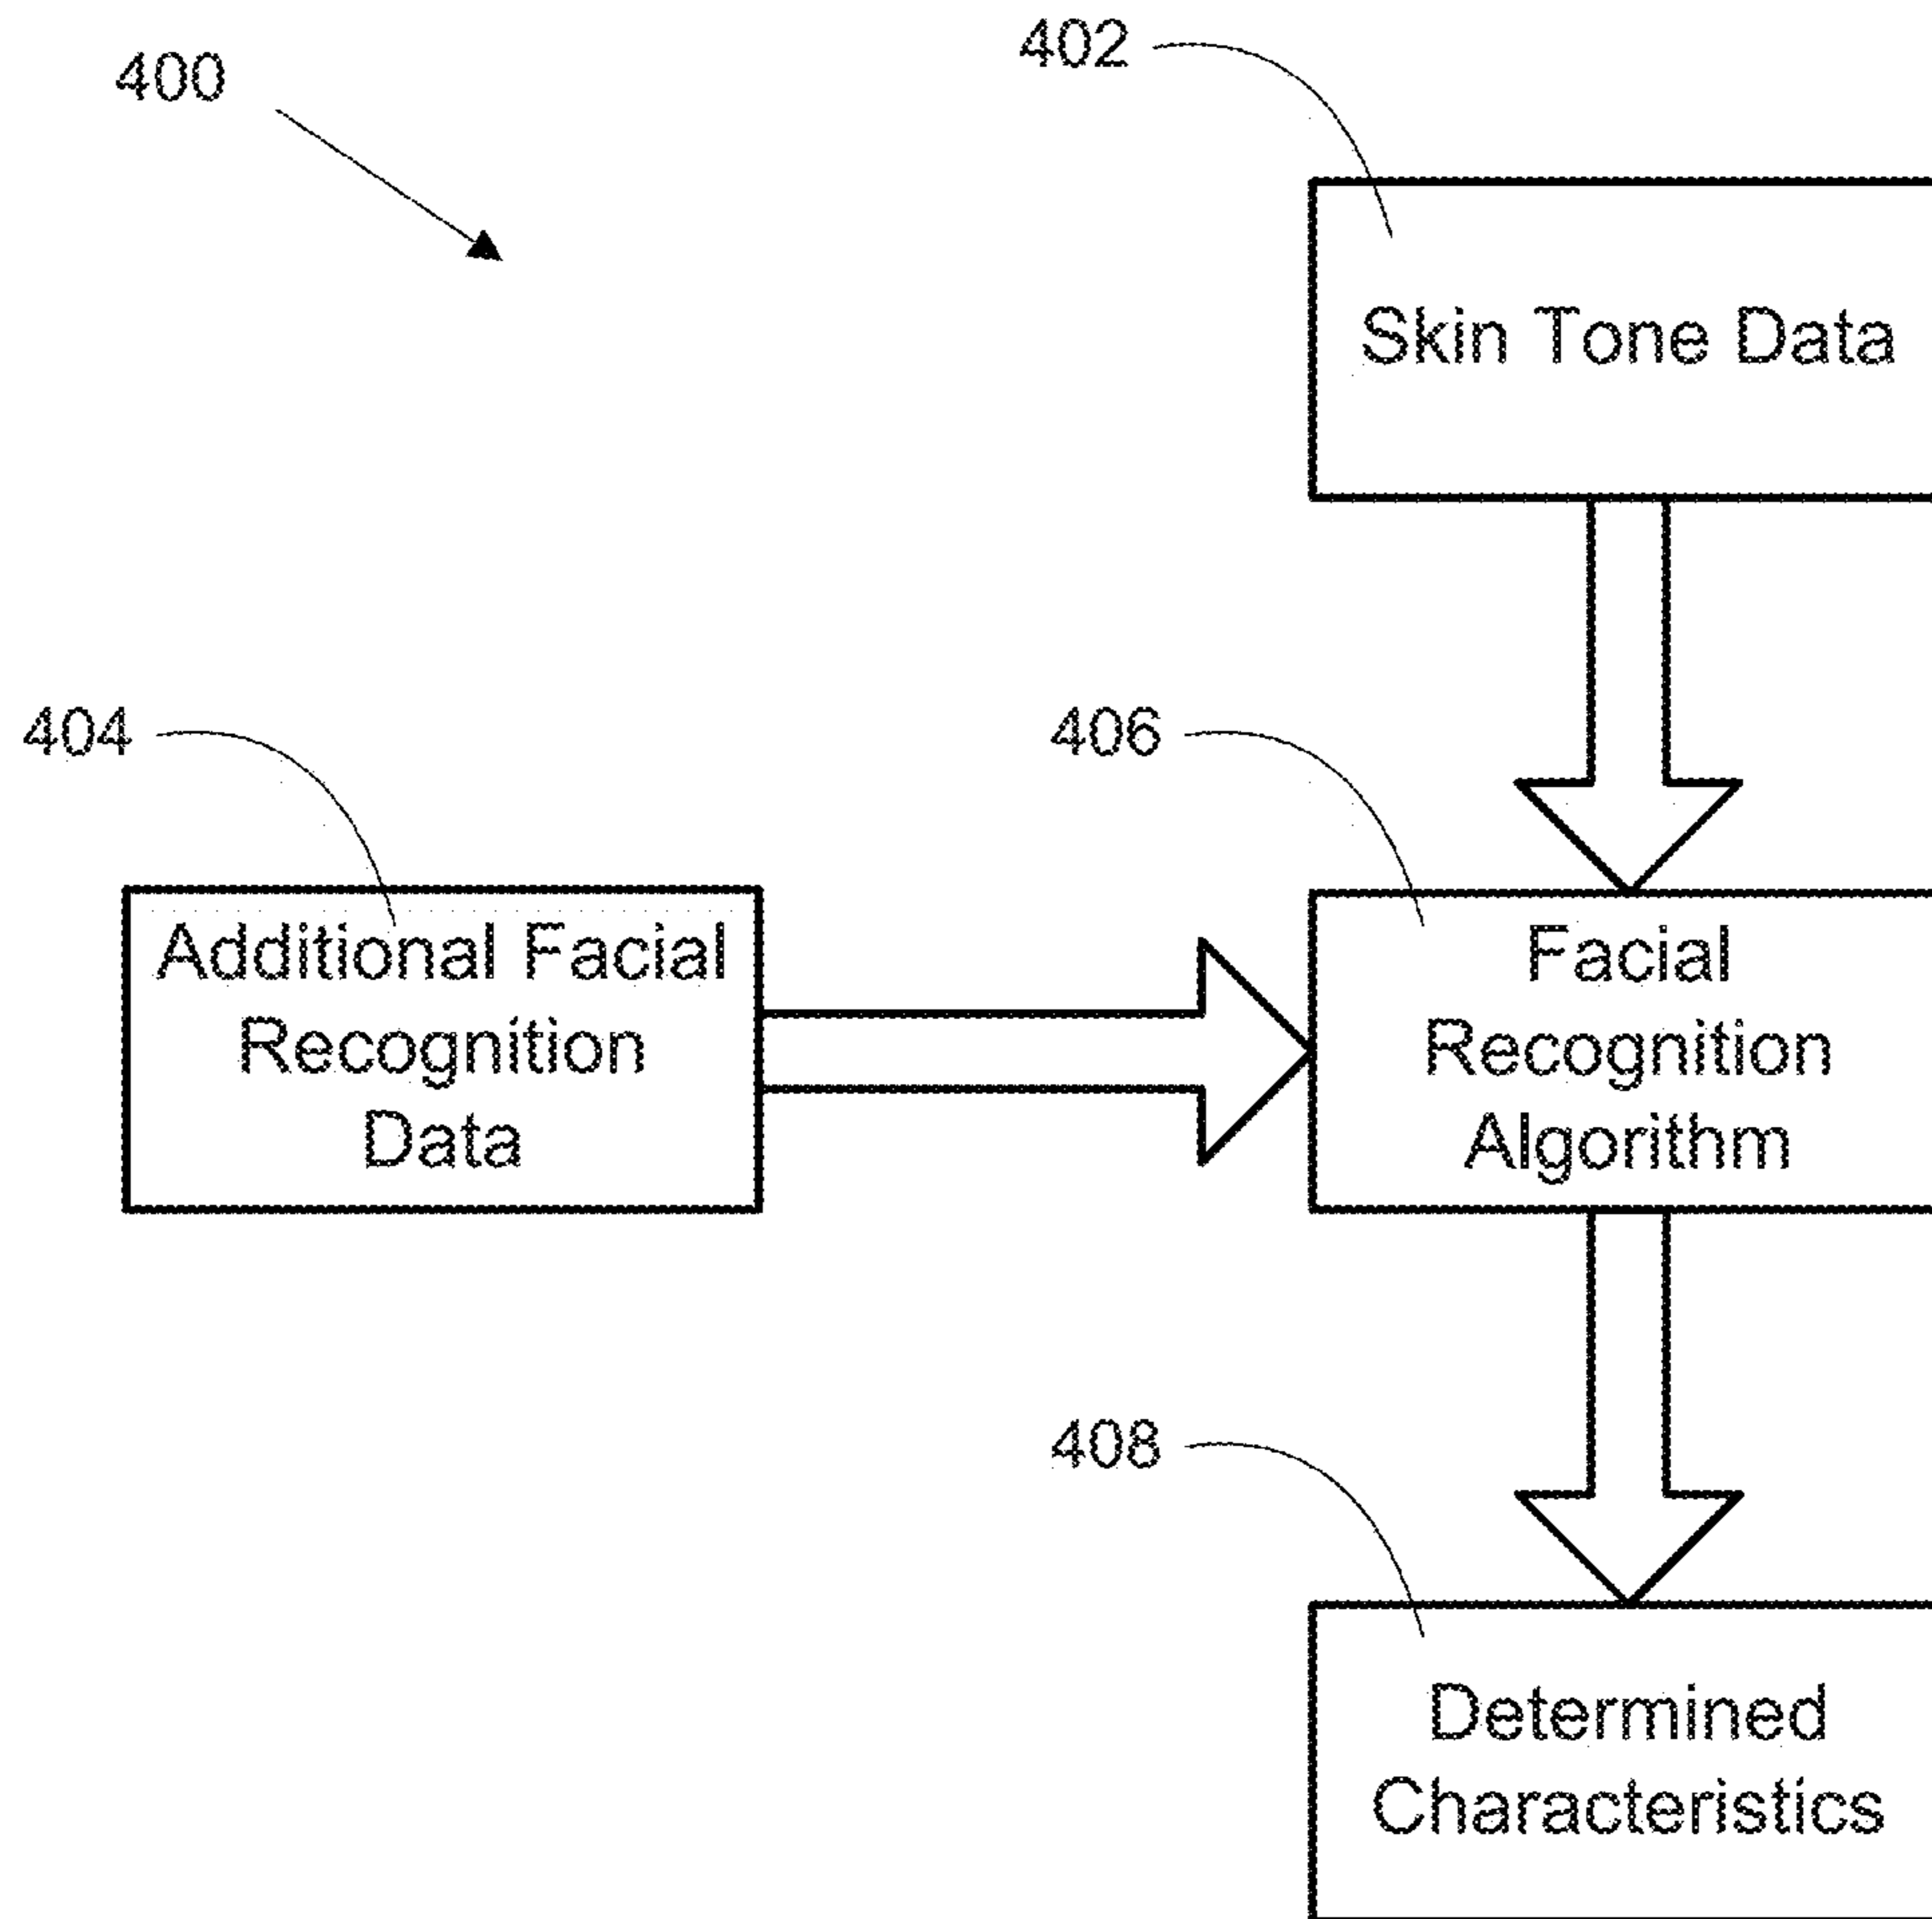 400
402
Skin Tone Data
404
406
Additional Facial
Recognition
Data
Facial
Recognition
Algorithm
408
Determined
Characteristics